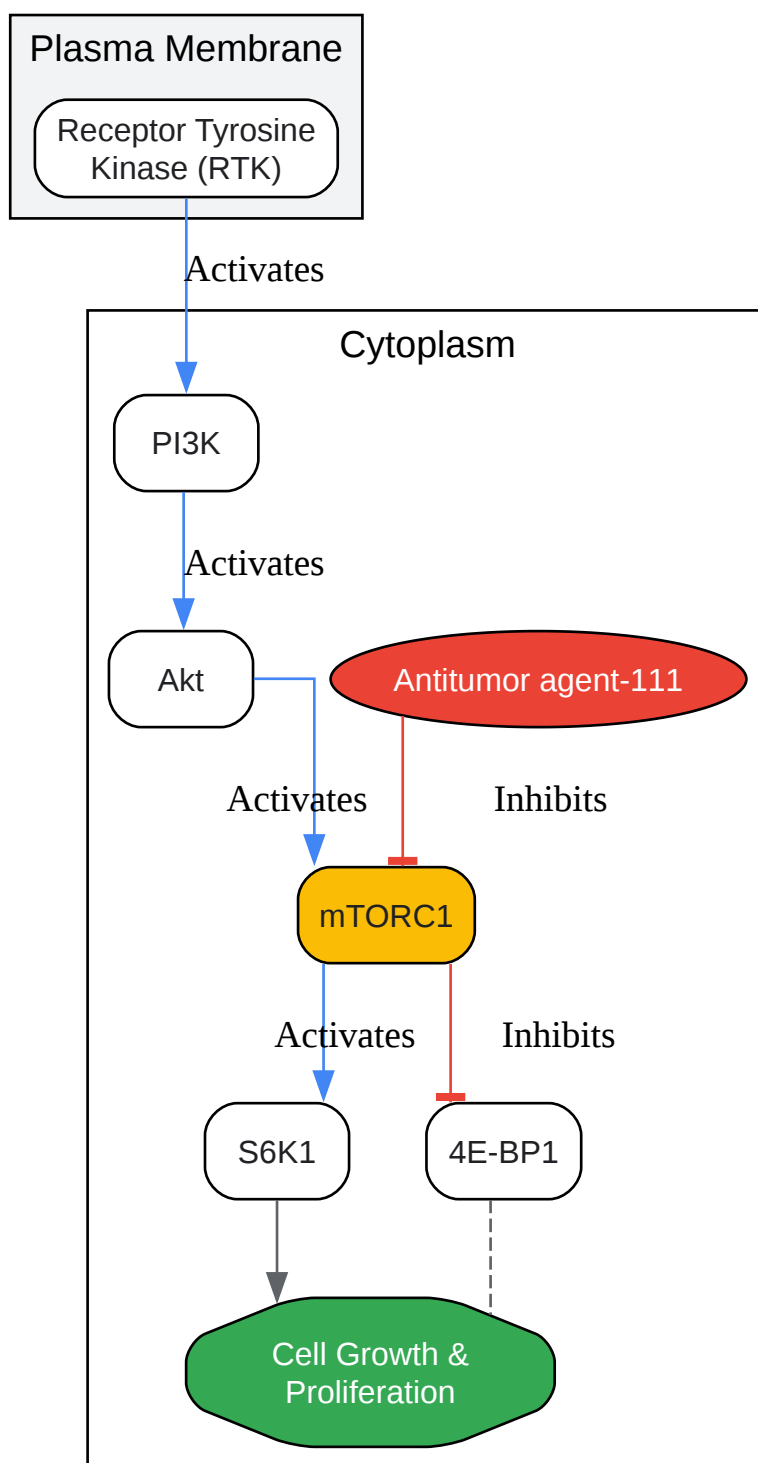 Plasma Membrane
Receptor Tyrosine
Kinase (RTK)
Activates
Cytoplasm
PI3K
Activates
Akt
Antitumor agent-111
Activates
Inhibits
mTORC1
Activates
Inhibits
S6K1
4E-BP1
Cell Growth &
Proliferation